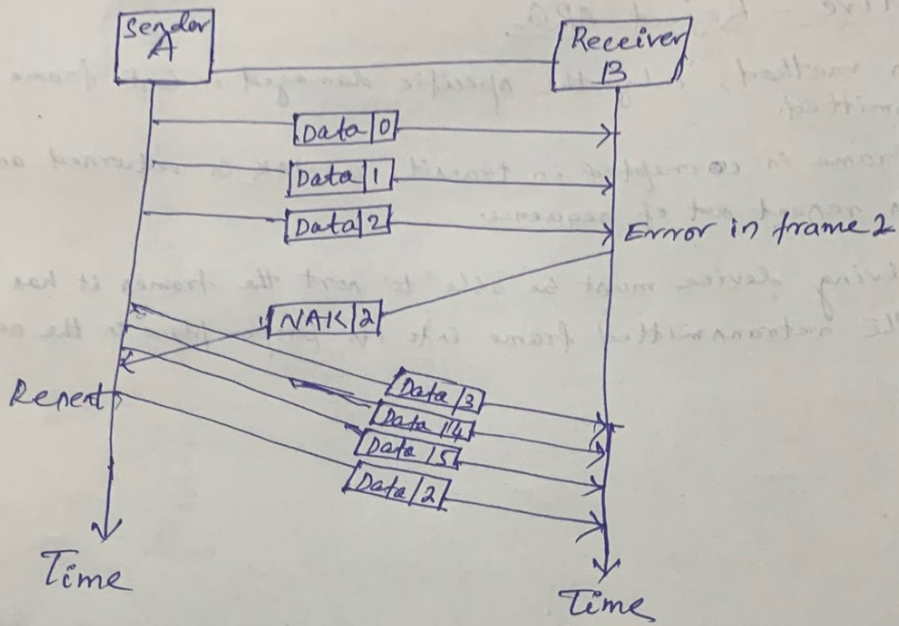 Sender
A
Receiver
B
Data|0
Data|1
Data|2
Error in frame 2
NAK|2
Data|3
Data|4
Data|5
Resent
Data|2
Time
Time